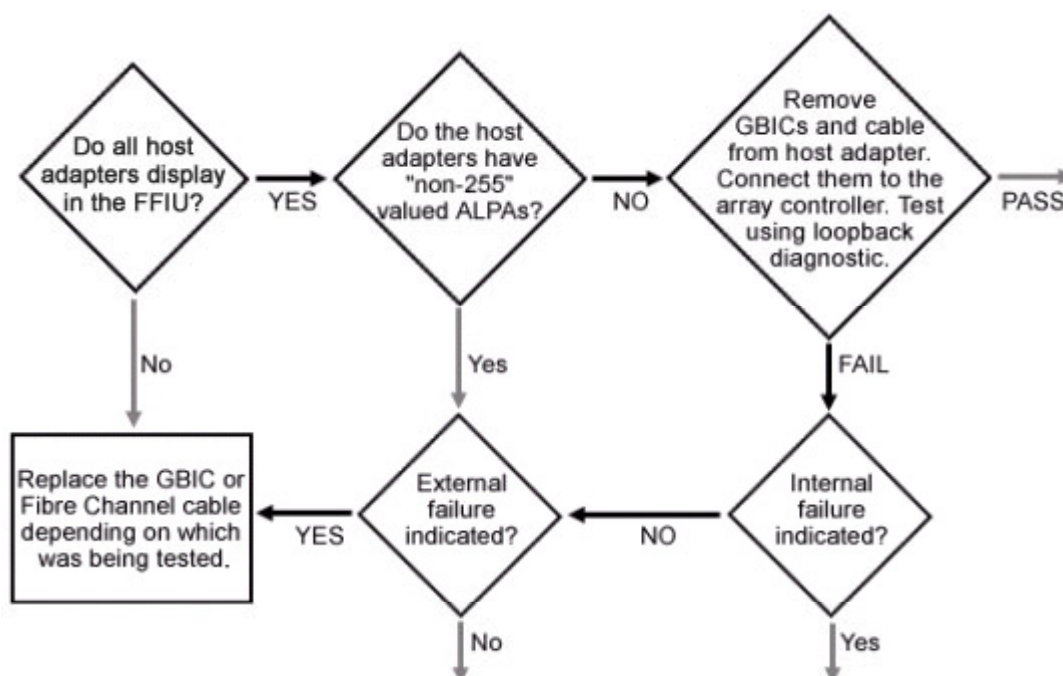 Do all host
adapters display
in the FFIU?
YES
Do the host
adapters have
"non-255"
valued ALPAs?
NO
Remove
GBICs and cable
from host adapter.
Connect them to the
array controller. Test
using loopback
diagnostic.
PASS
No
Yes
FAIL
Replace the GBIC or
Fibre Channel cable
depending on which
was being tested.
YES
External
failure
indicated?
NO
Internal
failure
indicated?
No
Yes